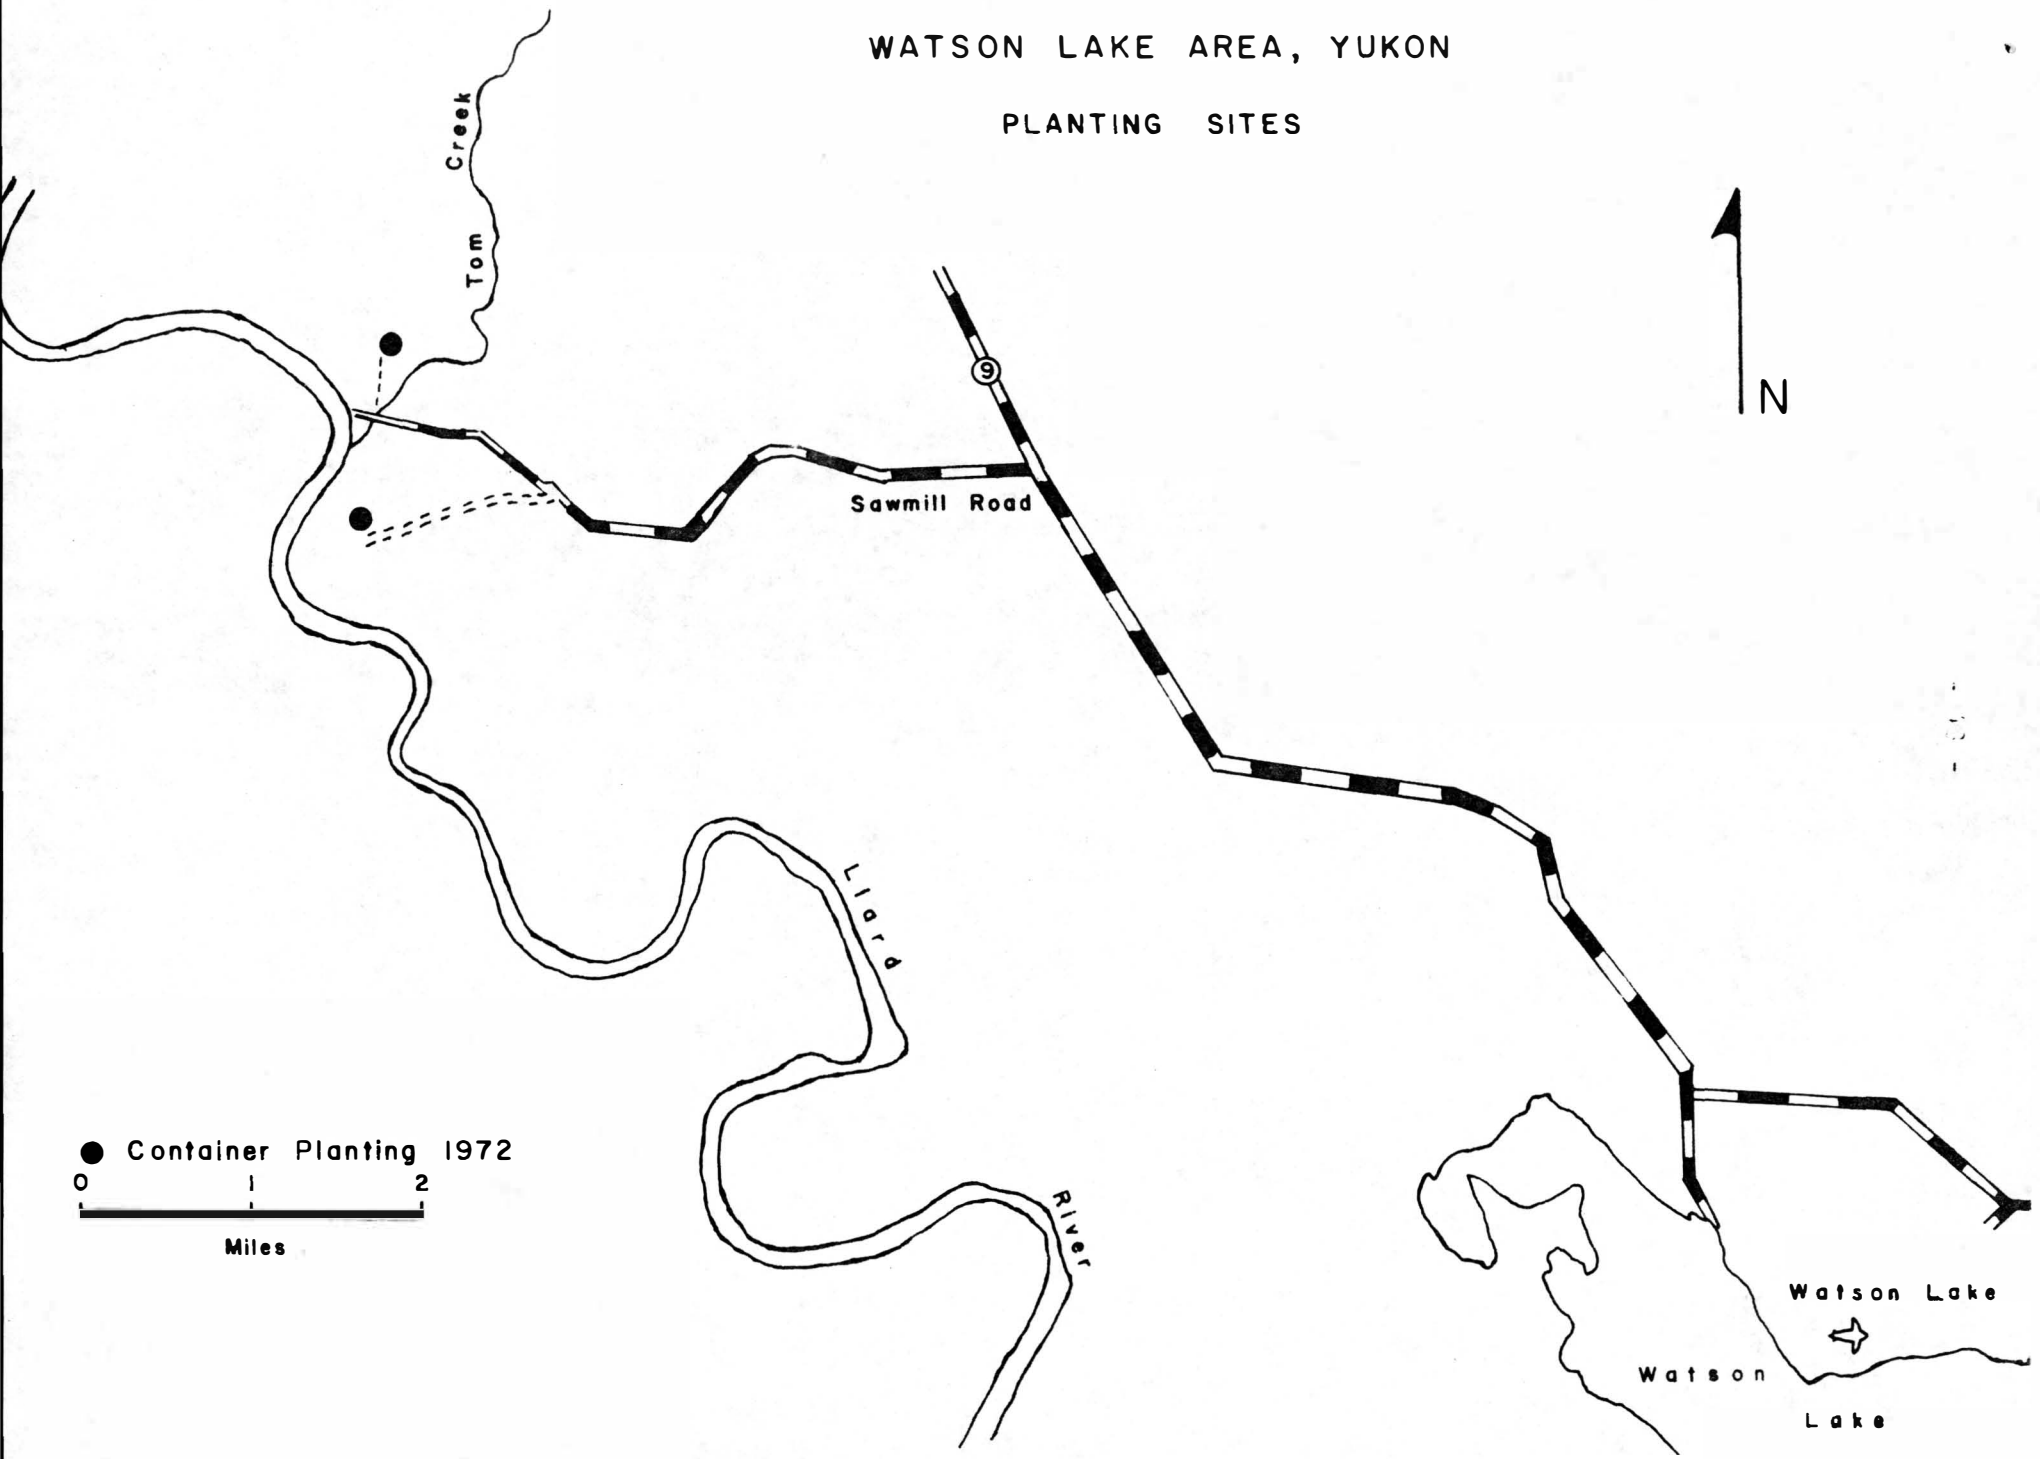 WATSON LAKE AREA, YUKON
PLANTING SITES
Tom Creek
N
9
Sawmill Road
Liard River
● Container Planting 1972
0 1 2
Miles
Watson Lake
Watson
Lake